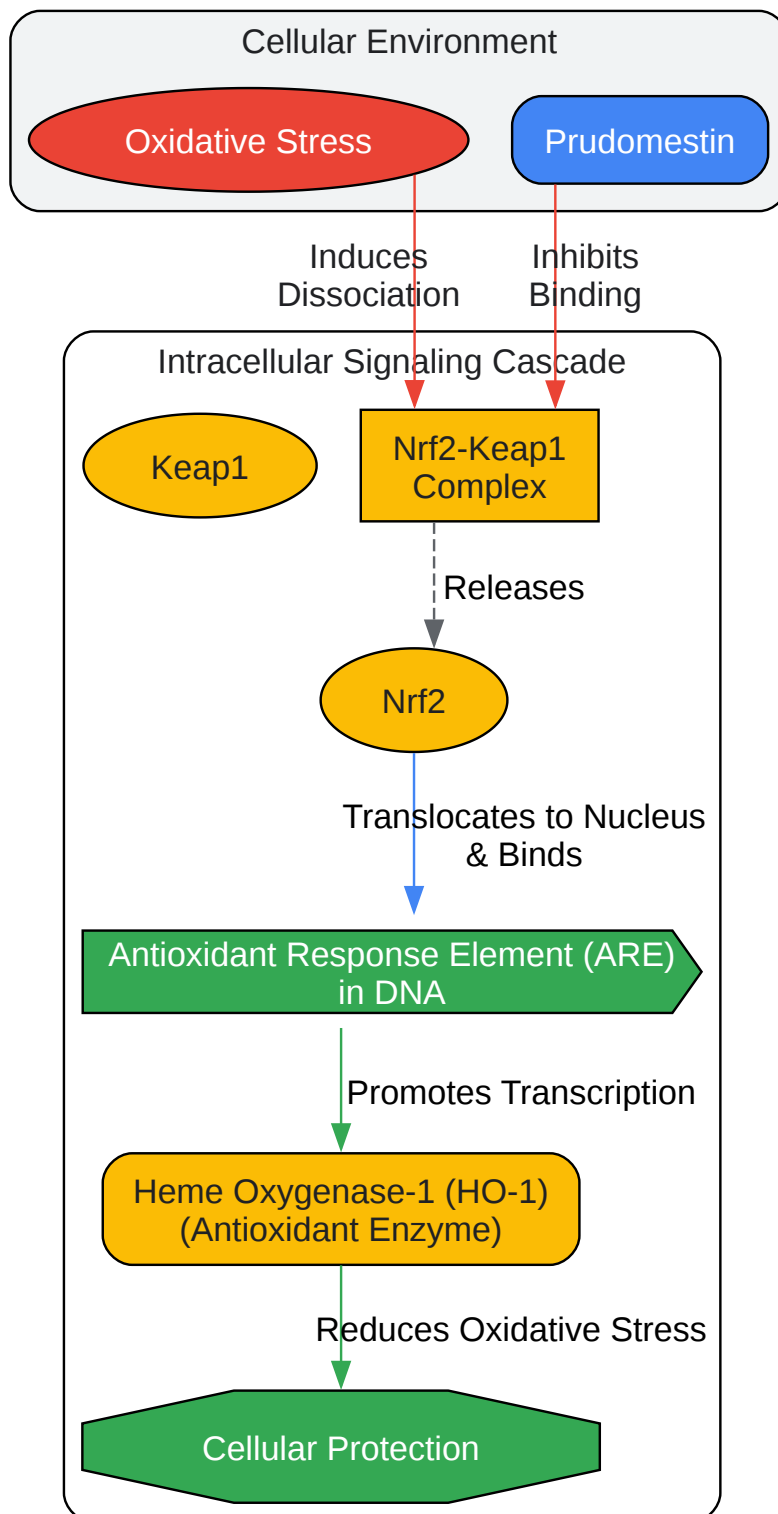 Cellular Environment
Oxidative Stress
Prudomestin
Induces
Dissociation
Inhibits
Binding
Intracellular Signaling Cascade
Keap1
Nrf2-Keap1
Complex
Releases
Nrf2
Translocates to Nucleus
& Binds
Antioxidant Response Element (ARE)
in DNA
Promotes Transcription
Heme Oxygenase-1 (HO-1)
(Antioxidant Enzyme)
Reduces Oxidative Stress
Cellular Protection